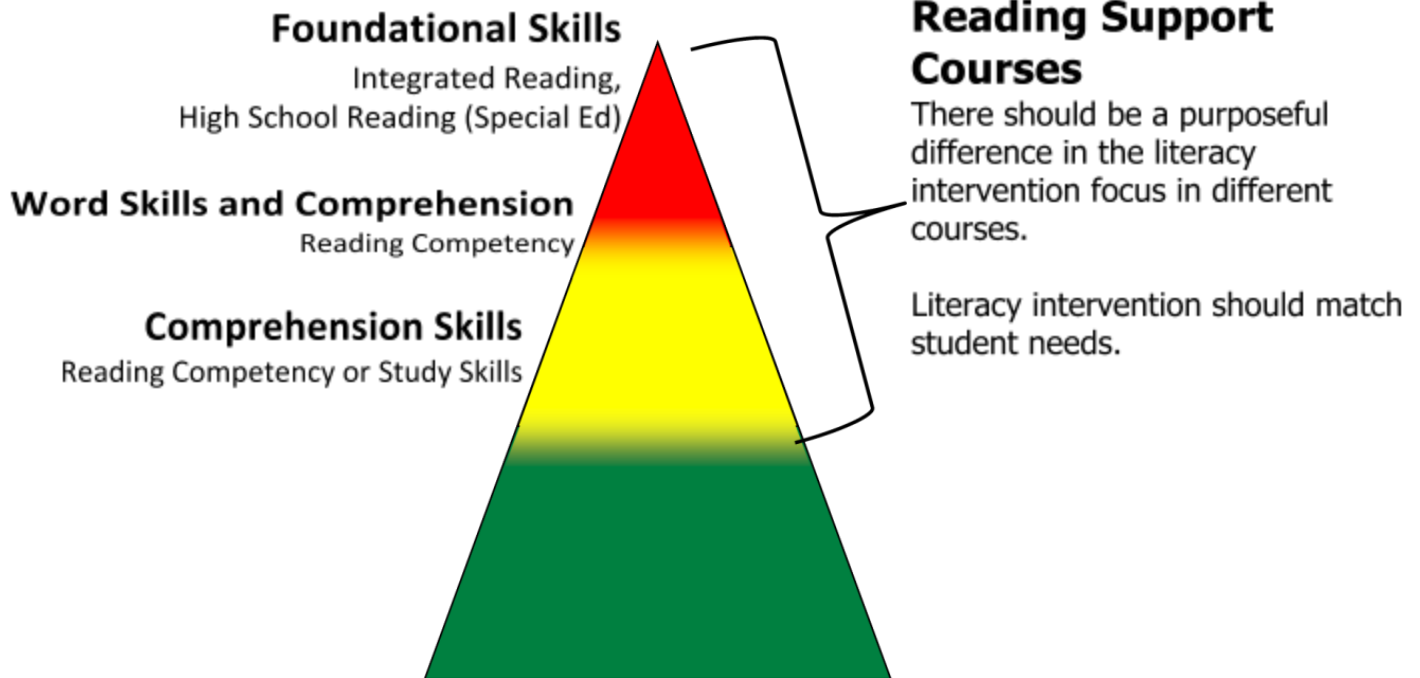 Foundational Skills
Integrated Reading,
High School Reading (Special Ed)
Word Skills and Comprehension
Reading Competency
Comprehension Skills
Reading Competency or Study Skills
Reading Support
Courses
There should be a purposeful
difference in the literacy
intervention focus in different
courses.
Literacy intervention should match
student needs.